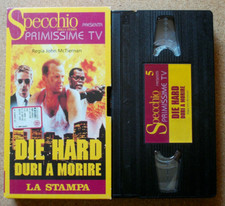 Specchio
PRESENTA
PRIMISSIME TV
Regia John McTiernan
DIE HARD
DURI A MORIRE
LA STAMPA
5
Specchio
PRIMISSIME TV
DIE HARD
DURI A MORIRE